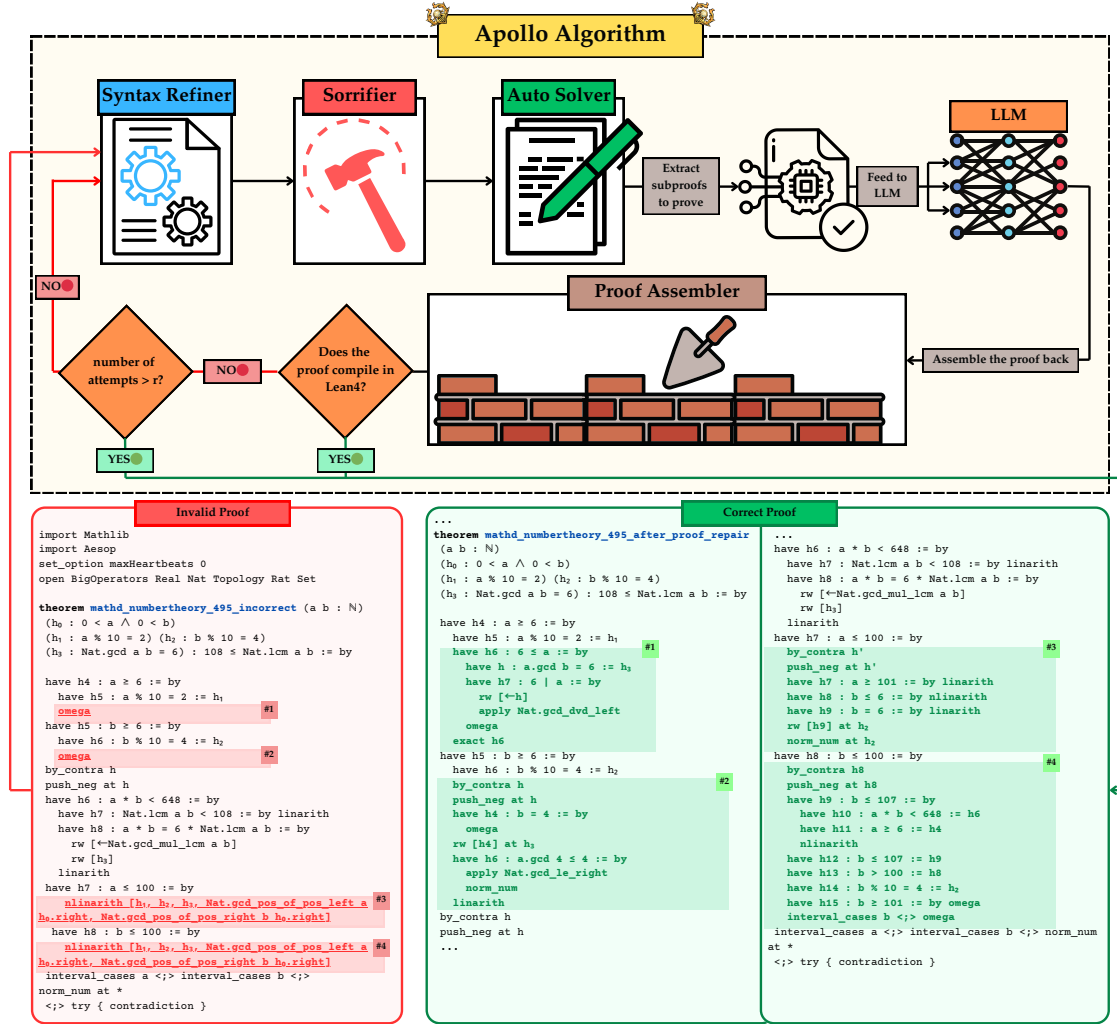 Apollo Algorithm
Syntax Refiner
Sorrifier
Auto Solver
LLM
Extract
subproofs
to prove
Feed to
LLM
NO
Proof Assembler
number of
attempts > r?
NO
Does the
proof compile in
Lean4?
Assemble the proof back
YES
YES
Invalid Proof
import Mathlib
import Aesop
set_option maxHeartbeats 0
open BigOperators Real Nat Topology Rat Set
theorem mathd_numbertheory_495_incorrect (a b : ℕ)
(h₀ : 0 < a ∧ 0 < b)
(h₁ : a % 10 = 2) (h₂ : b % 10 = 4)
(h₃ : Nat.gcd a b = 6) : 108 ≤ Nat.lcm a b := by
have h4 : a ≥ 6 := by
have h5 : a % 10 = 2 := h₁
omega
#1
have h5 : b ≥ 6 := by
have h6 : b % 10 = 4 := h₂
omega
#2
by_contra h
push_neg at h
have h6 : a * b < 648 := by
have h7 : Nat.lcm a b < 108 := by linarith
have h8 : a * b = 6 * Nat.lcm a b := by
rw [←Nat.gcd_mul_lcm a b]
rw [h₃]
linarith
have h7 : a ≤ 100 := by
nlinarith [h₁, h₂, h₃, Nat.gcd_pos_of_pos_left a
#3
h₀.right, Nat.gcd_pos_of_pos_right b h₀.right]
have h8 : b ≤ 100 := by
nlinarith [h₁, h₂, h₃, Nat.gcd_pos_of_pos_left a
#4
h₀.right, Nat.gcd_pos_of_pos_right b h₀.right]
interval_cases a <;> interval_cases b <;>
norm_num at *
<;> try { contradiction }
Correct Proof
...
theorem mathd_numbertheory_495_after_proof_repair
(a b : ℕ)
(h₀ : 0 < a ∧ 0 < b)
(h₁ : a % 10 = 2) (h₂ : b % 10 = 4)
(h₃ : Nat.gcd a b = 6) : 108 ≤ Nat.lcm a b := by
have h4 : a ≥ 6 := by
have h5 : a % 10 = 2 := h₁
have h6 : 6 ≤ a := by
#1
have h : a.gcd b = 6 := h₃
have h7 : 6 ∣ a := by
rw [←h]
apply Nat.gcd_dvd_left
omega
exact h6
have h5 : b ≥ 6 := by
have h6 : b % 10 = 4 := h₂
by_contra h
#2
push_neg at h
have h4 : b = 4 := by
omega
rw [h4] at h₃
have h6 : a.gcd 4 ≤ 4 := by
apply Nat.gcd_le_right
norm_num
linarith
by_contra h
push_neg at h
...
...
have h6 : a * b < 648 := by
have h7 : Nat.lcm a b < 108 := by linarith
have h8 : a * b = 6 * Nat.lcm a b := by
rw [←Nat.gcd_mul_lcm a b]
rw [h₃]
linarith
have h7 : a ≤ 100 := by
by_contra h'
#3
push_neg at h'
have h7 : a ≥ 101 := by linarith
have h8 : b ≤ 6 := by nlinarith
have h9 : b = 6 := by linarith
rw [h9] at h₂
norm_num at h₂
have h8 : b ≤ 100 := by
by_contra h8
#4
push_neg at h8
have h9 : b ≤ 107 := by
have h10 : a * b < 648 := h6
have h11 : a ≥ 6 := h4
nlinarith
have h12 : b ≤ 107 := h9
have h13 : b > 100 := h8
have h14 : b % 10 = 4 := h₂
have h15 : b ≥ 101 := by omega
interval_cases b <;> omega
interval_cases a <;> interval_cases b <;> norm_num
at *
<;> try { contradiction }